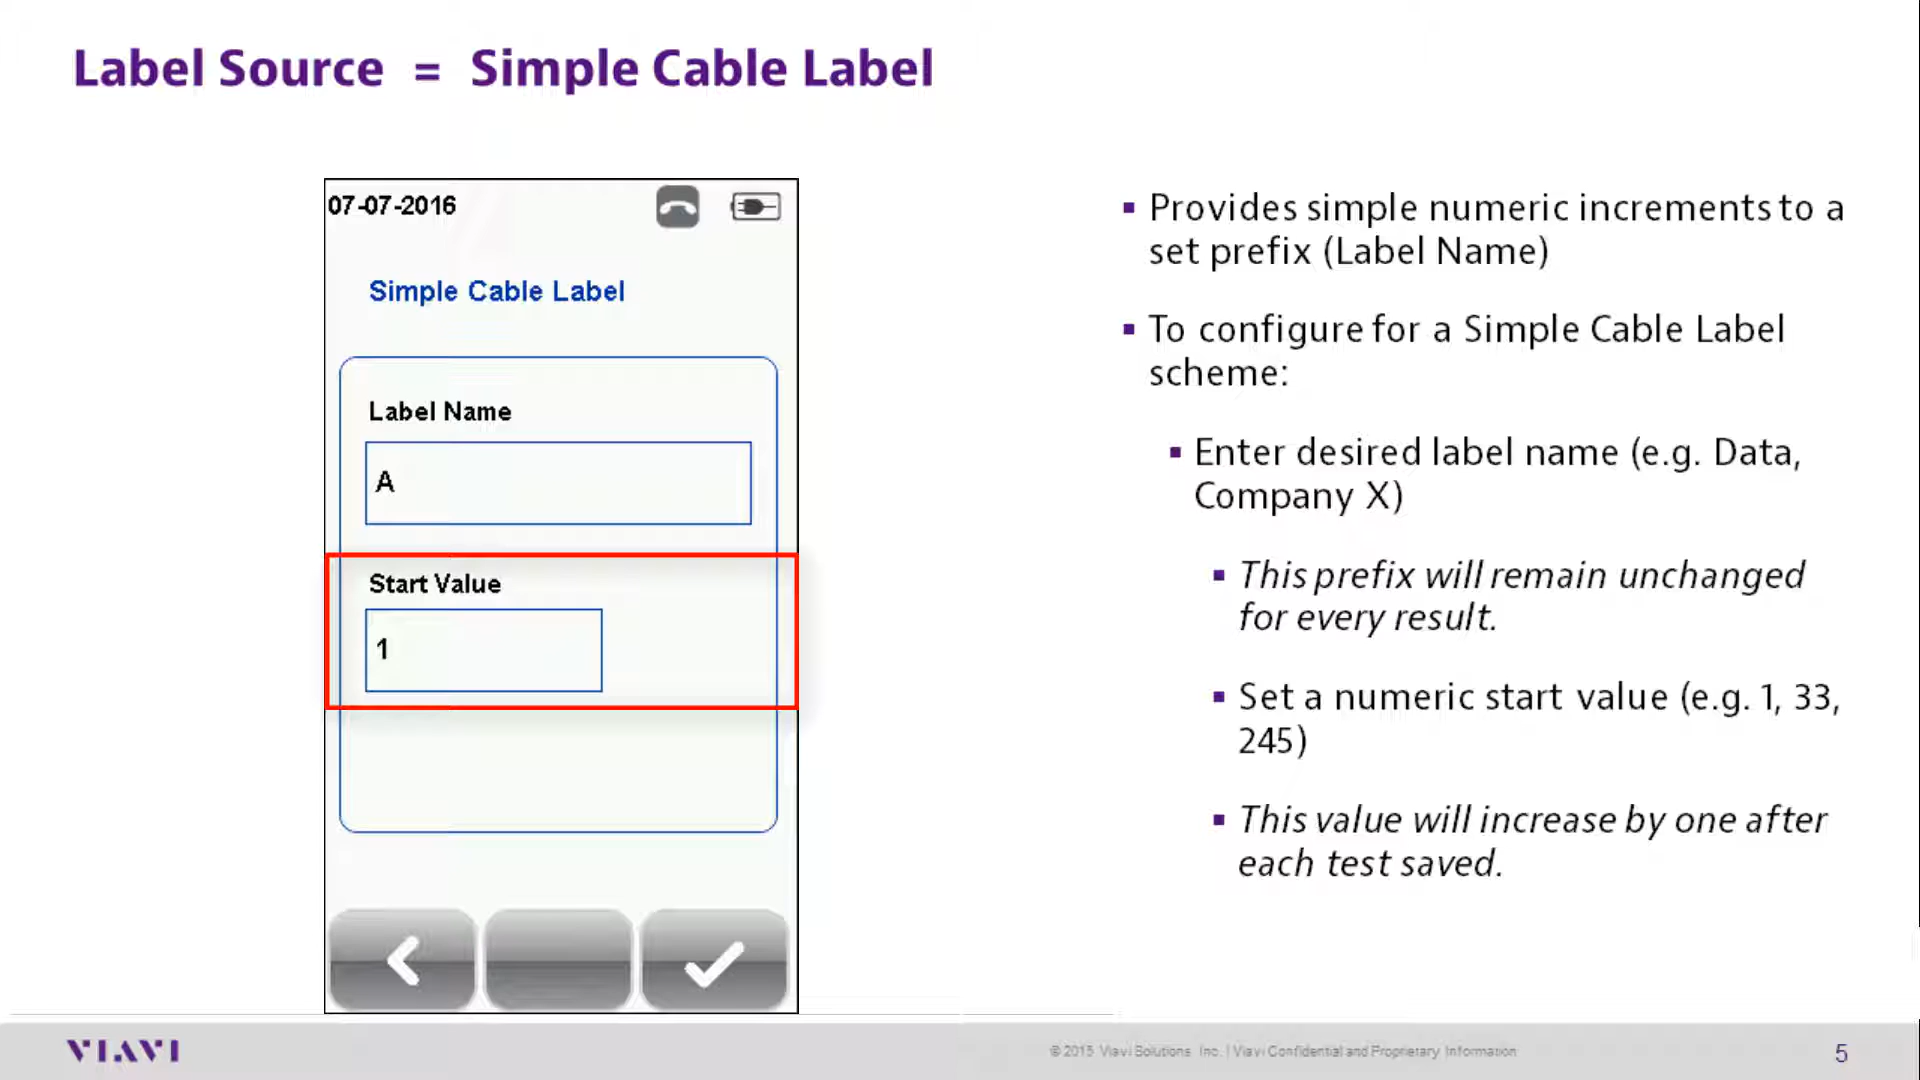 Label Source = Simple Cable Label
07-07-2016
Simple Cable Label
Label Name
A
Start Value
1
▪ Provides simple numeric increments to a
set prefix (Label Name)
▪ To configure for a Simple Cable Label
scheme:
▪ Enter desired label name (e.g. Data,
Company X)
▪ This prefix will remain unchanged
for every result.
▪ Set a numeric start value (e.g. 1, 33,
245)
▪ This value will increase by one after
each test saved.
VIAVI
© 2015 Viavi Solutions Inc. | Viavi Confidential and Proprietary Information
5